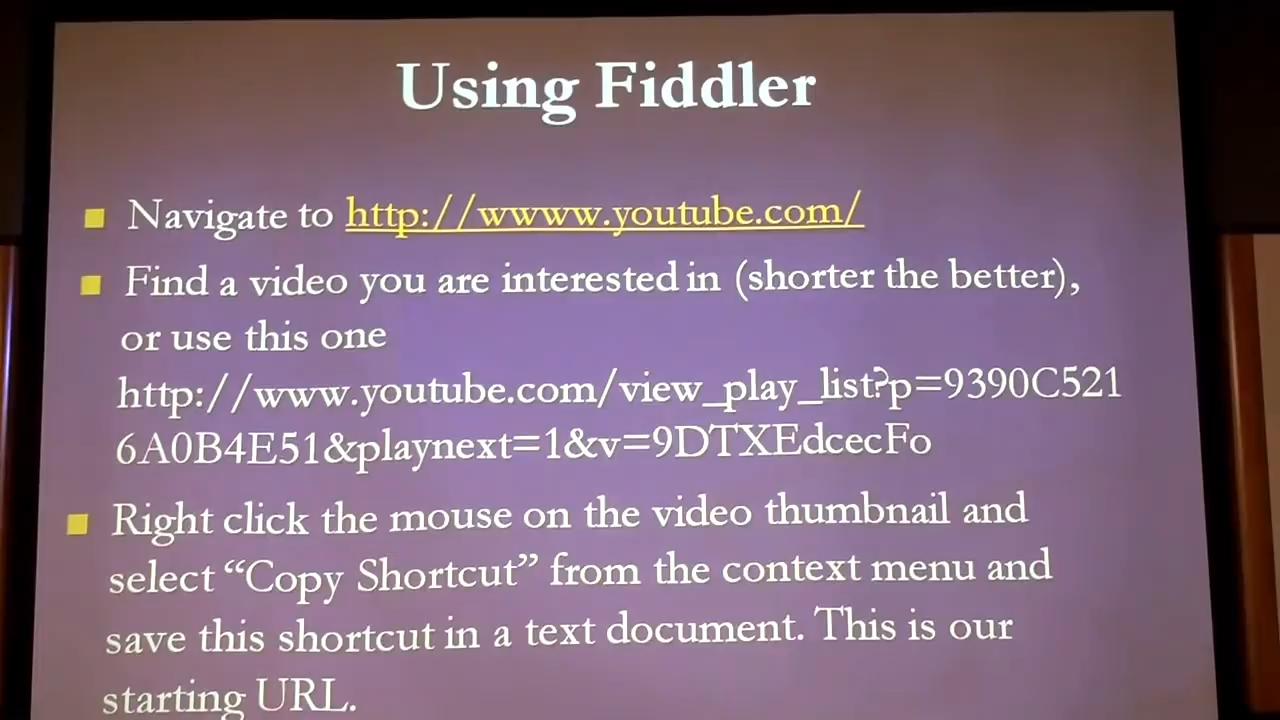 Using Fiddler
Navigate to http://wwww.youtube.com/
Find a video you are interested in (shorter the better),
or use this one
http://www.youtube.com/view_play_list?p=9390C521
6A0B4E51&playnext=1&v=9DTXEdcecFo
Right click the mouse on the video thumbnail and
select “Copy Shortcut” from the context menu and
save this shortcut in a text document. This is our
starting URL.